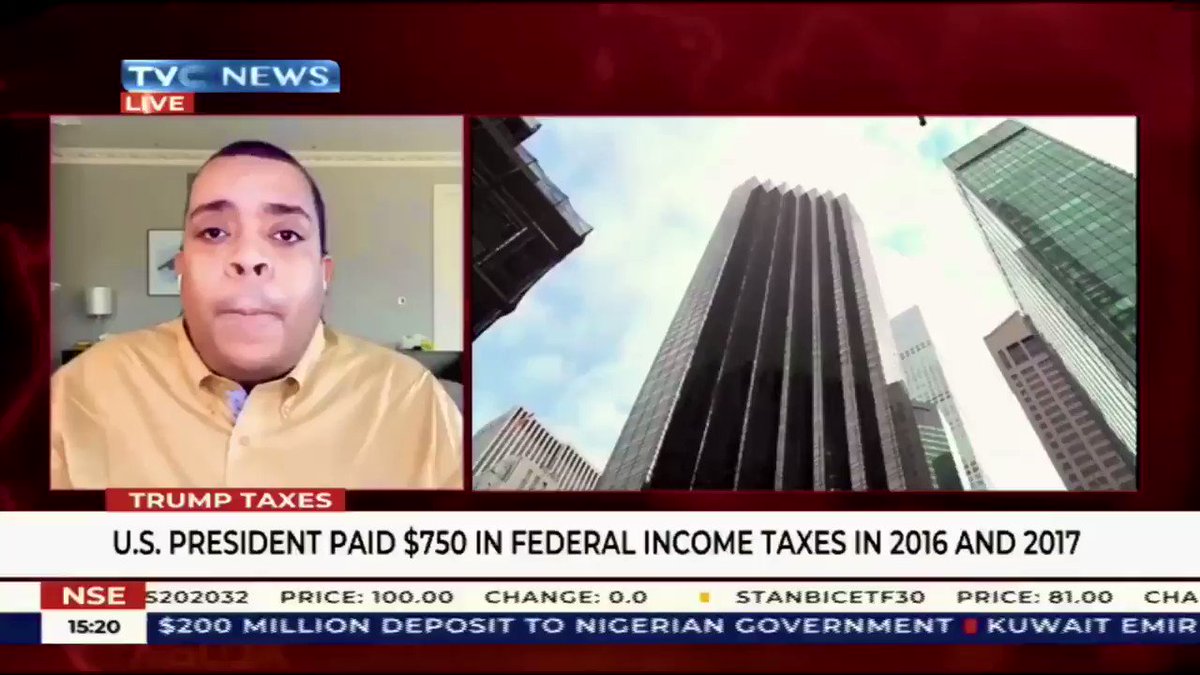 TVC NEWS
LIVE
TRUMP TAXES
U.S. PRESIDENT PAID $750 IN FEDERAL INCOME TAXES IN 2016 AND 2017
NSE S202032 PRICE: 100.00 CHANGE: 0.0 STANBICETF30 PRICE: 81.00 CHA
15:20 $200 MILLION DEPOSIT TO NIGERIAN GOVERNMENT KUWAIT EMIR